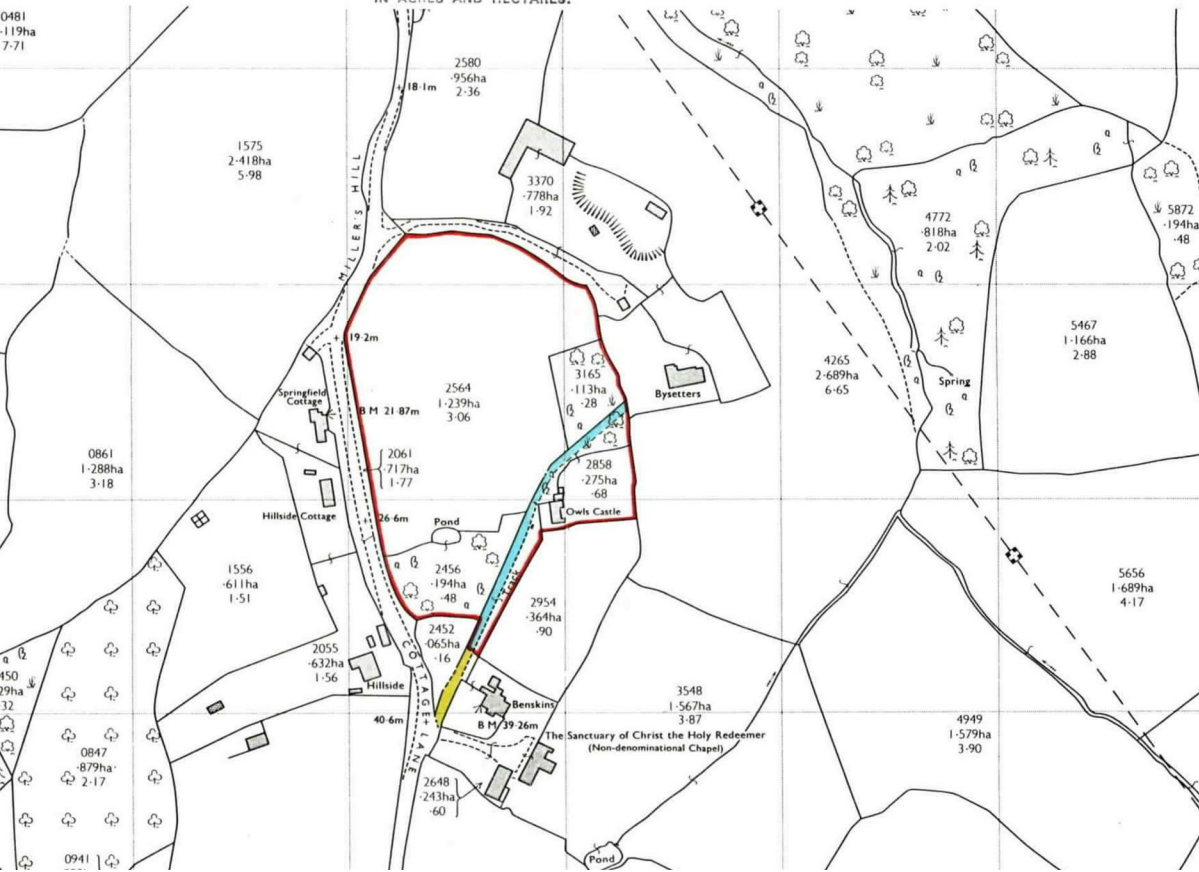 IN ACRES AND HECTARES.
0481
·119ha
7·71
2580
·956ha
2·36
18·1m
1575
2·418ha
5·98
MILLER'S HILL
3370
·778ha
1·92
4772
·818ha
2·02
5872
·194ha
·48
19·2m
5467
1·166ha
2·88
4265
2·689ha
6·65
Spring
3165
·113ha
·28
Bysetters
2564
1·239ha
3·06
Springfield
Cottage
B M 21·87m
0861
1·288ha
3·18
2061
·717ha
1·77
2858
·275ha
·68
Owls Castle
Hillside Cottage
26·6m
Pond
1556
·611ha
1·51
2456
·194ha
·48
Track
2954
·364ha
·90
5656
1·689ha
4·17
2452
·065ha
·16
2055
·632ha
1·56
Hillside
450
29ha
·32
COTTAGE LANE
40·6m
Benskins
B M 39·26m
3548
1·567ha
3·87
The Sanctuary of Christ the Holy Redeemer
(Non-denominational Chapel)
4949
1·579ha
3·90
0847
·879ha
2·17
2648
·243ha
·60
0941
Pond